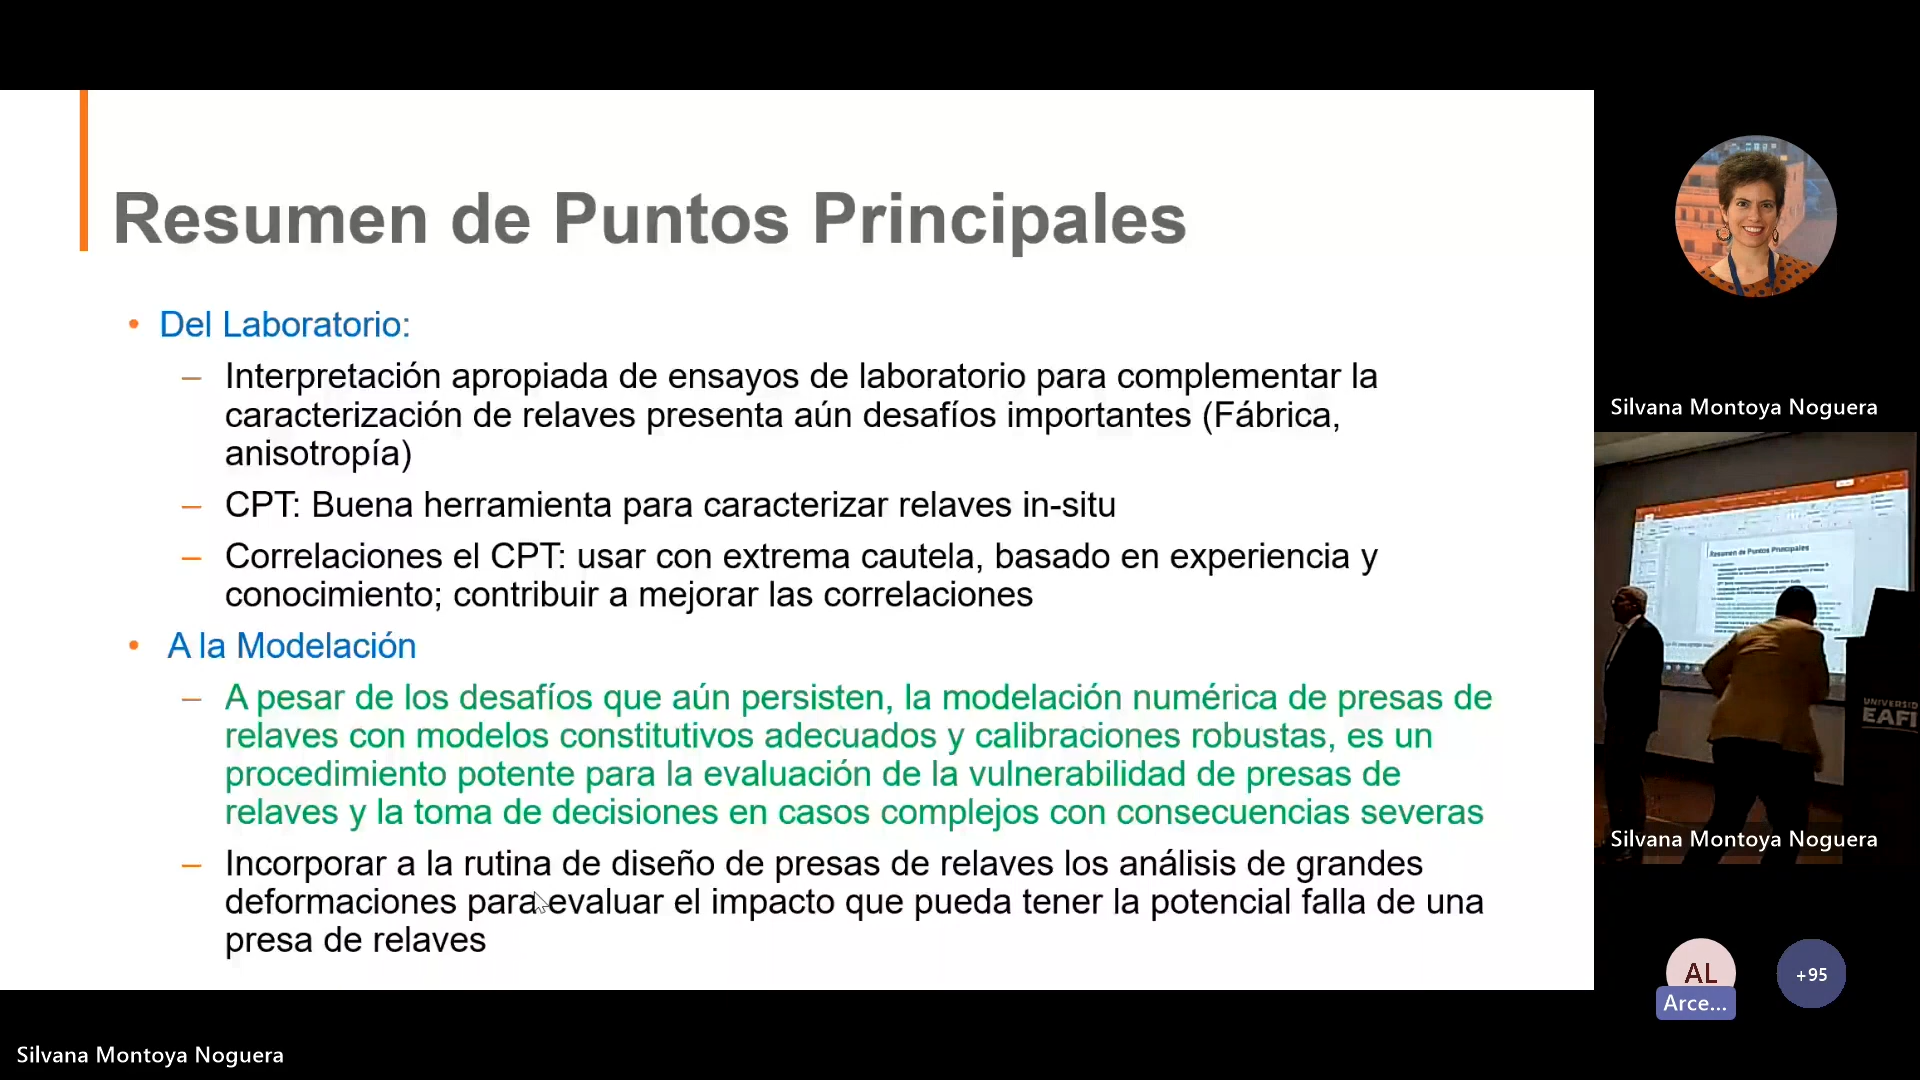 Resumen de Puntos Principales
• Del Laboratorio:
– Interpretación apropiada de ensayos de laboratorio para complementar la
caracterización de relaves presenta aún desafíos importantes (Fábrica,
anisotropía)
– CPT: Buena herramienta para caracterizar relaves in-situ
– Correlaciones el CPT: usar con extrema cautela, basado en experiencia y
conocimiento; contribuir a mejorar las correlaciones
• A la Modelación
– A pesar de los desafíos que aún persisten, la modelación numérica de presas de
relaves con modelos constitutivos adecuados y calibraciones robustas, es un
procedimiento potente para la evaluación de la vulnerabilidad de presas de
relaves y la toma de decisiones en casos complejos con consecuencias severas
– Incorporar a la rutina de diseño de presas de relaves los análisis de grandes
deformaciones para evaluar el impacto que pueda tener la potencial falla de una
presa de relaves
Silvana Montoya Noguera
Resumen de Puntos Principales
UNIVERSID
EAFI
Silvana Montoya Noguera
AL
+95
Arce...
Silvana Montoya Noguera